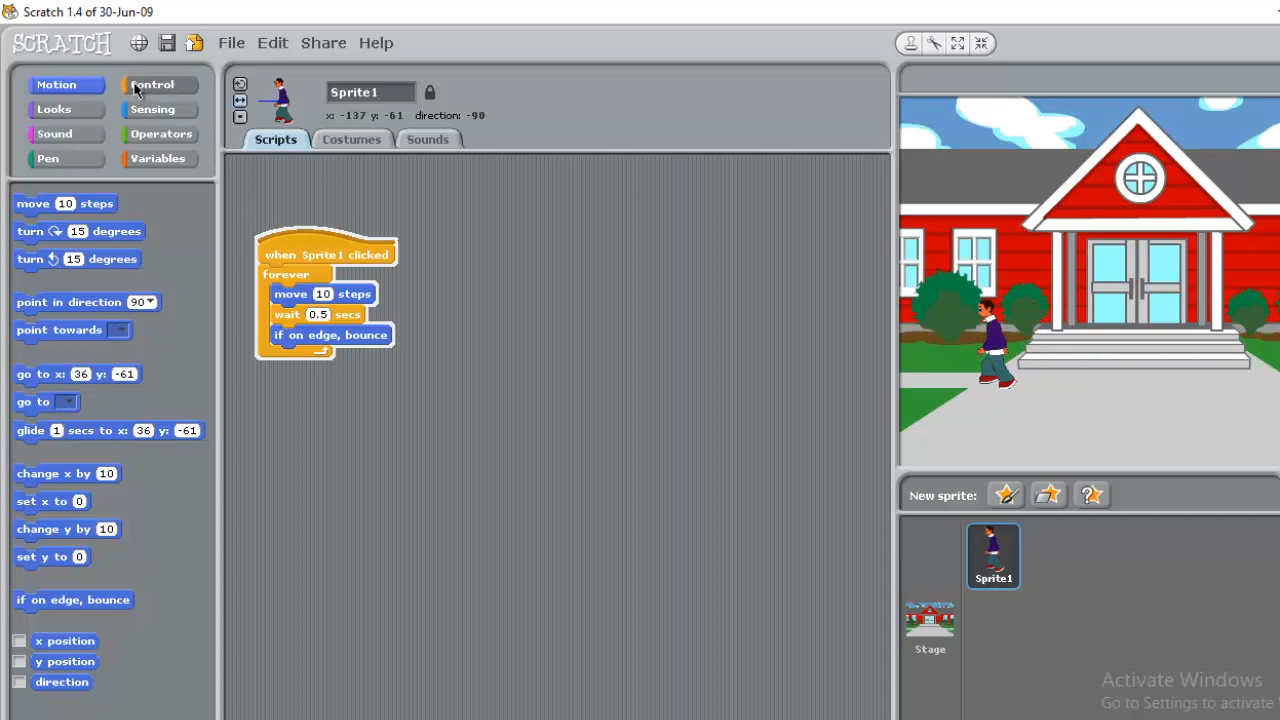 Scratch 1.4 of 30-Jun-09
SCRATCH File Edit Share Help
Motion Control
Looks Sensing
Sound Operators
Pen Variables
Sprite1
x: -137 y: -61 direction: -90
Scripts Costumes Sounds
move 10 steps
turn 15 degrees
turn 15 degrees
point in direction 90
point towards
go to x: 36 y: -61
go to
glide 1 secs to x: 36 y: -61
change x by 10
set x to 0
change y by 10
set y to 0
if on edge, bounce
x position
y position
direction
when Sprite1 clicked
forever
move 10 steps
wait 0.5 secs
if on edge, bounce
New sprite:
Sprite1
Stage
Activate Windows
Go to Settings to activate